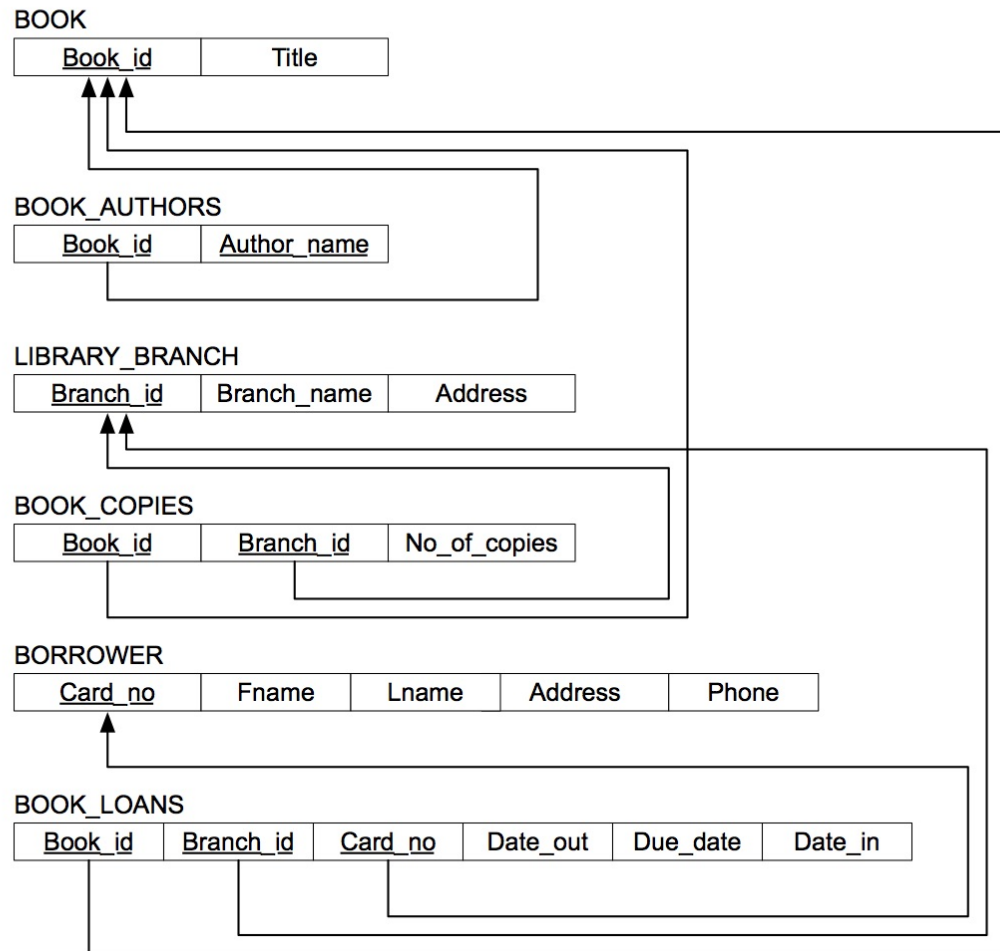 BOOK
Book_id Title
BOOK_AUTHORS
Book_id Author_name
LIBRARY_BRANCH
Branch_id Branch_name Address
BOOK_COPIES
Book_id Branch_id No_of_copies
BORROWER
Card_no Fname Lname Address Phone
BOOK_LOANS
Book_id Branch_id Card_no Date_out Due_date Date_in